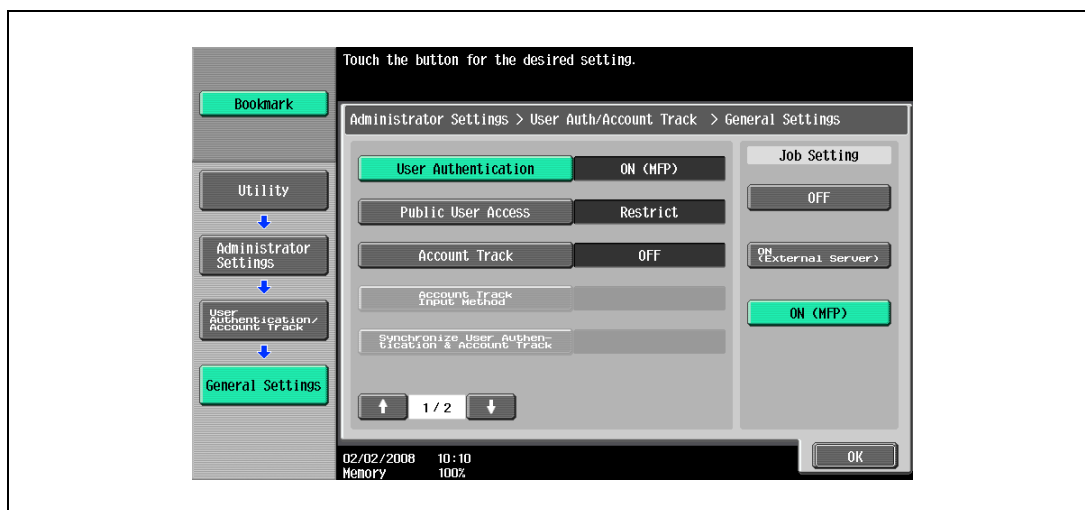 Touch the button for the desired setting.
Bookmark
Administrator Settings > User Auth/Account Track > General Settings
Utility
Administrator
Settings
User
Authentication/
Account Track
General Settings
User Authentication ON (MFP)
Public User Access Restrict
Account Track OFF
Account Track
Input Method
Synchronize User Authen-
tication & Account Track
1/2
Job Setting
OFF
ON
(External Server)
ON (MFP)
02/02/2008 10:10
Memory 100%
OK